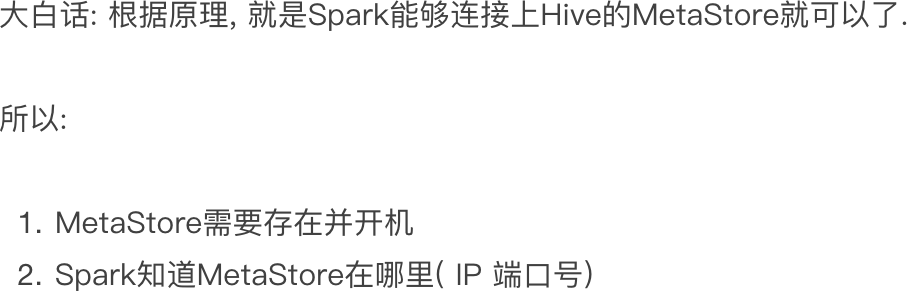 大白话: 根据原理, 就是Spark能够连接上Hive的MetaStore就可以了.
所以:
1. MetaStore需要存在并开机
2. Spark知道MetaStore在哪里( IP 端口号)